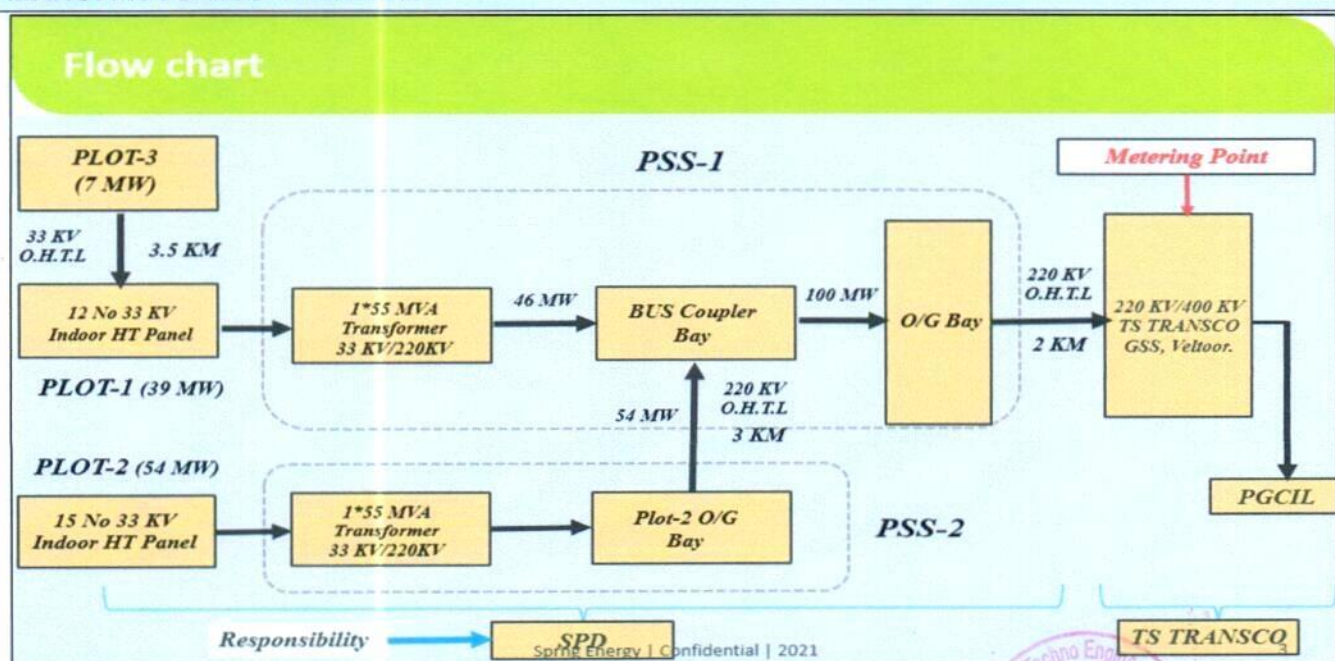 Flow chart
PLOT-3
(7 MW)
PSS-1
Metering Point
33 KV
O.H.T.L
3.5 KM
12 No 33 KV
Indoor HT Panel
1*55 MVA
Transformer
33 KV/220KV
46 MW
BUS Coupler
Bay
100 MW
O/G Bay
220 KV
O.H.T.L
2 KM
220 KV/400 KV
TS TRANSCO
GSS, Veltoor.
PLOT-1 (39 MW)
54 MW
220 KV
O.H.T.L
3 KM
PLOT-2 (54 MW)
15 No 33 KV
Indoor HT Panel
1*55 MVA
Transformer
33 KV/220KV
Plot-2 O/G
Bay
PSS-2
PGCIL
Responsibility
SPD
TS TRANSCO
Sprng Energy | Confidential | 2021
3
Techno Engin